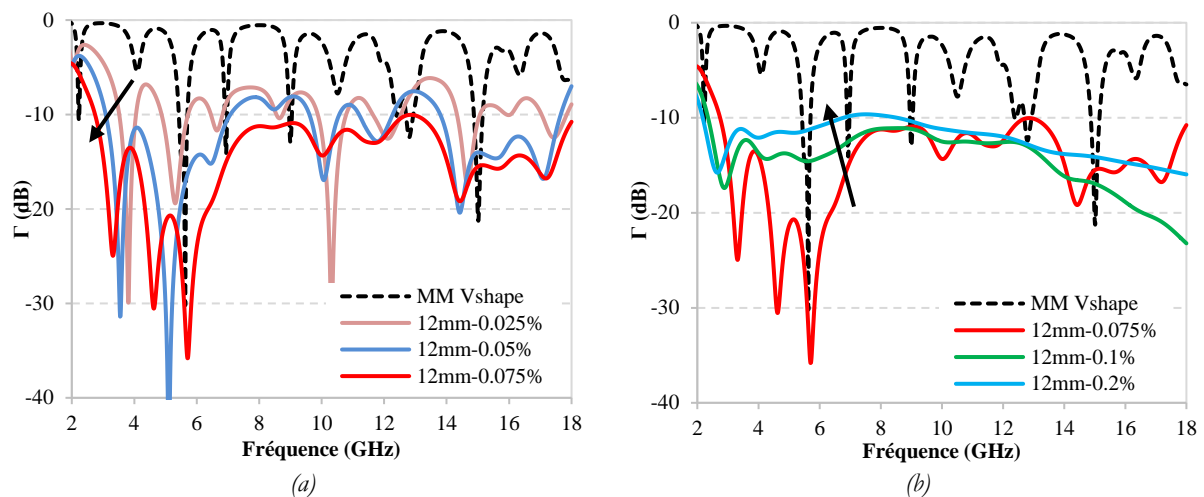 0
-10
-20
-30
-40
2 4 6 8 10 12 14 16 18
Γ (dB)
Fréquence (GHz)
MM Vshape
12mm-0.025%
12mm-0.05%
12mm-0.075%
(a)
0
-10
-20
-30
-40
2 4 6 8 10 12 14 16 18
Γ (dB)
Fréquence (GHz)
MM Vshape
12mm-0.075%
12mm-0.1%
12mm-0.2%
(b)